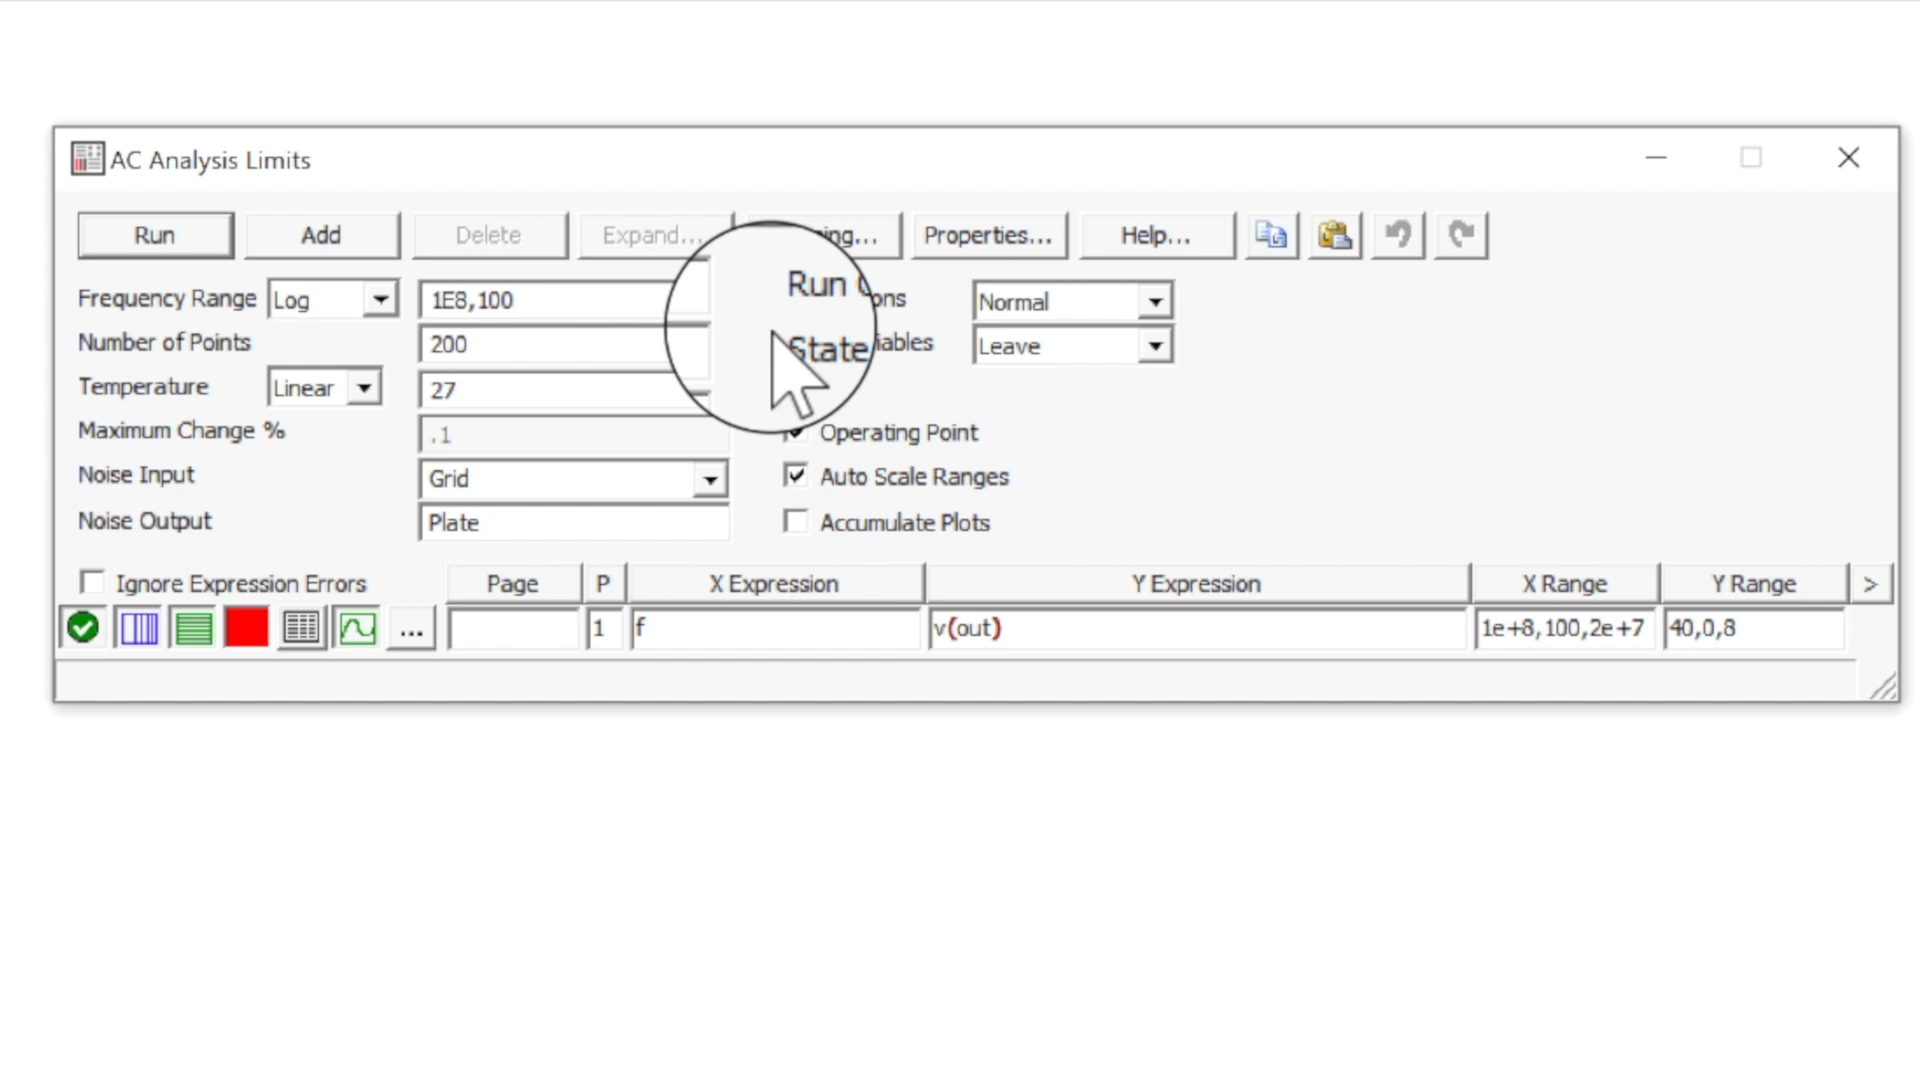 AC Analysis Limits
Run Add Delete Expand... ing... Properties... Help...
Frequency Range Log 1E8,100 Run ons Normal
Number of Points 200 State iables Leave
Temperature Linear 27
Maximum Change % .1 Operating Point
Noise Input Grid Auto Scale Ranges
Noise Output Plate Accumulate Plots
Ignore Expression Errors Page P X Expression Y Expression X Range Y Range >
... 1 f v(out) 1e+8,100,2e+7 40,0,8